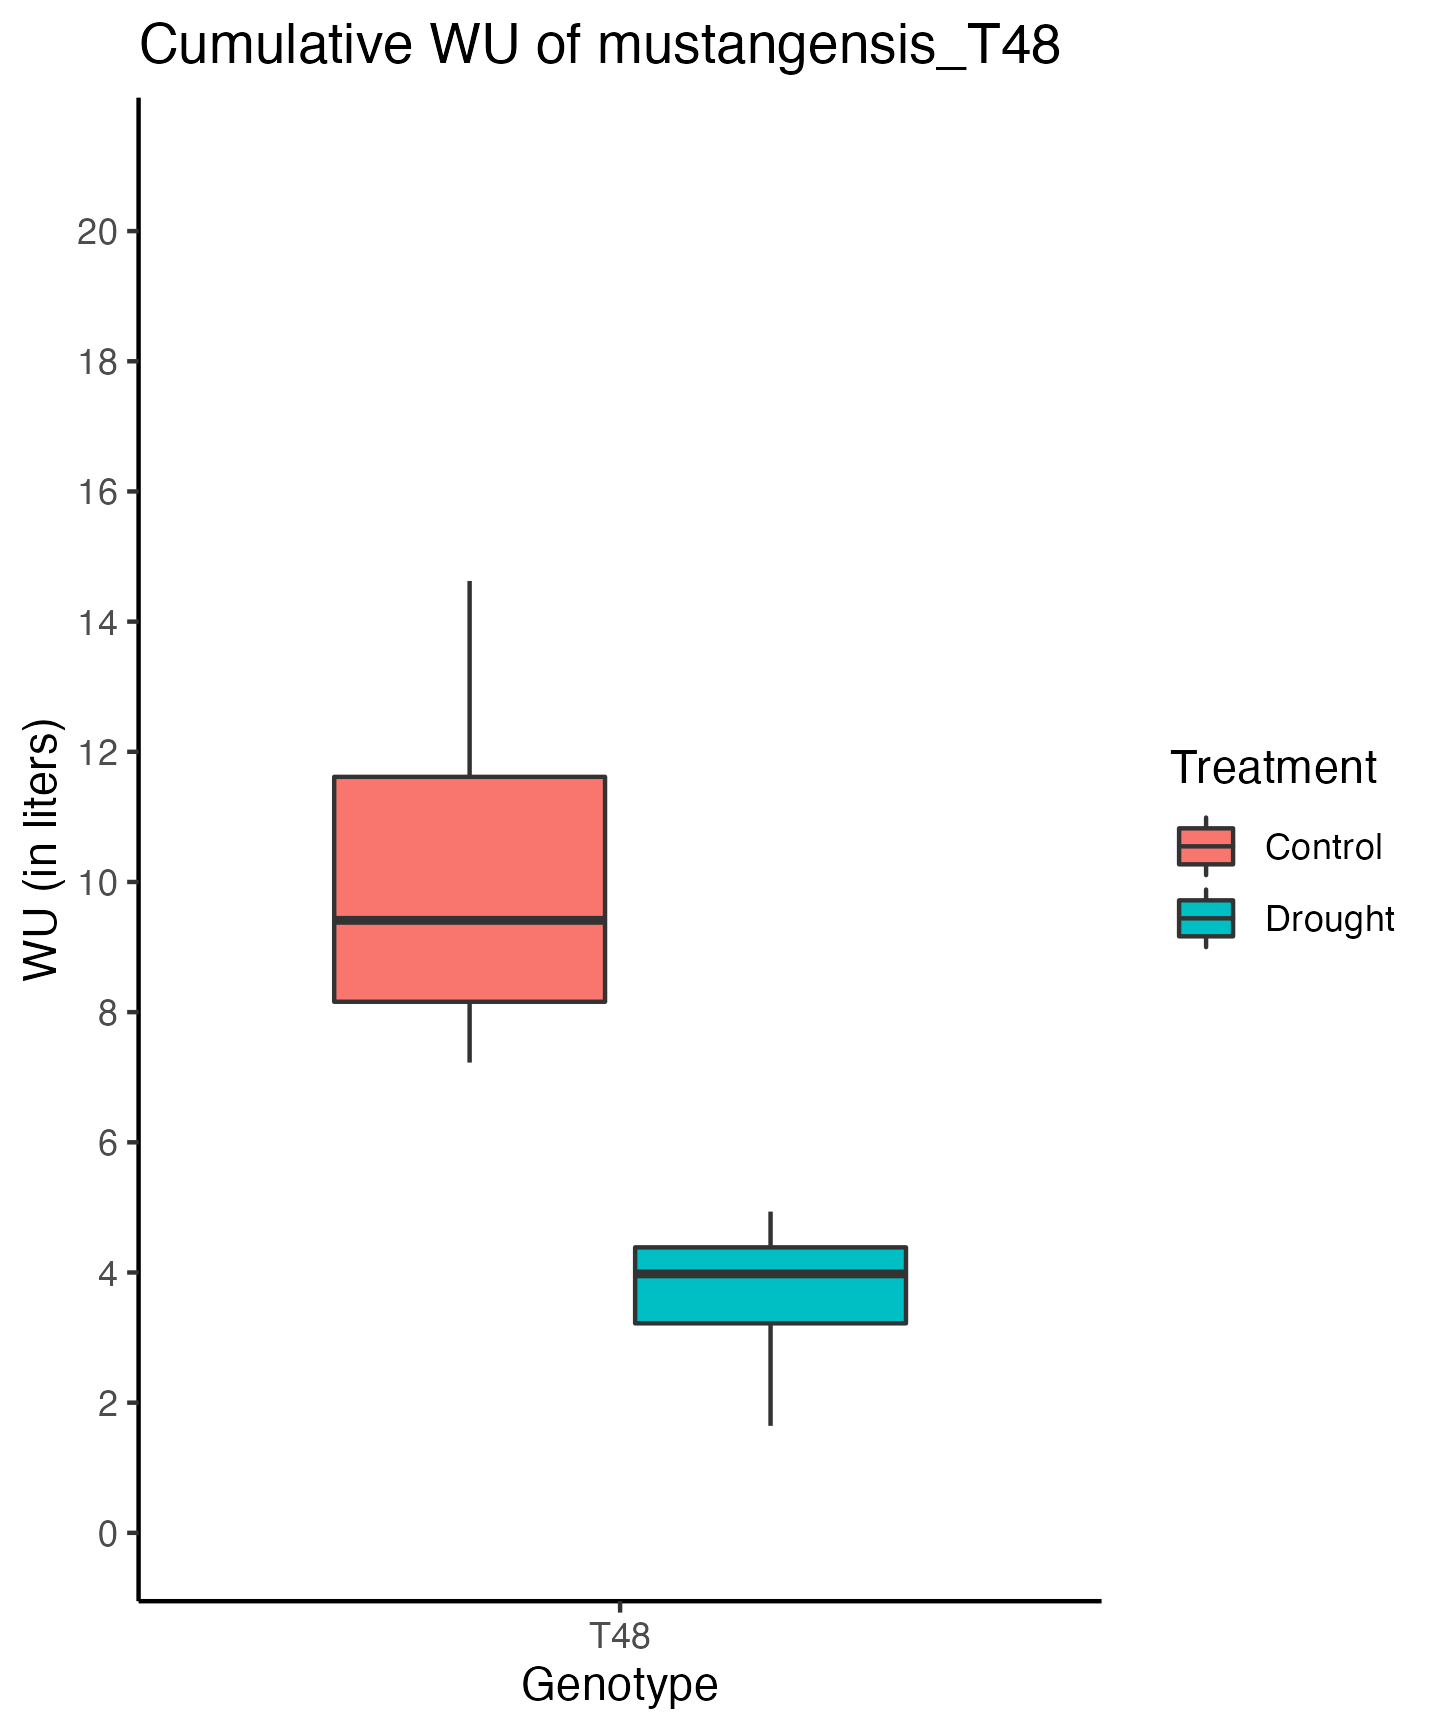 Cumulative WU of mustangensis_T48
20
18
16
14
12
10
8
6
4
2
0
WU (in liters)
T48
Genotype
Treatment
Control
Drought